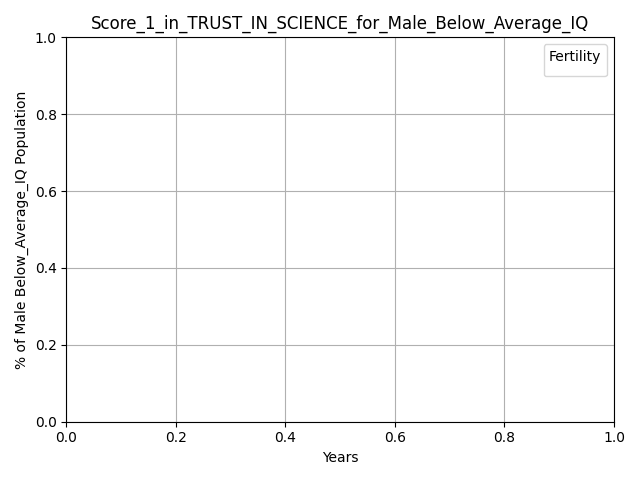 Score_1_in_TRUST_IN_SCIENCE_for_Male_Below_Average_IQ
Fertility
% of Male Below_Average_IQ Population
1.0
0.8
0.6
0.4
0.2
0.0
0.0 0.2 0.4 0.6 0.8 1.0
Years